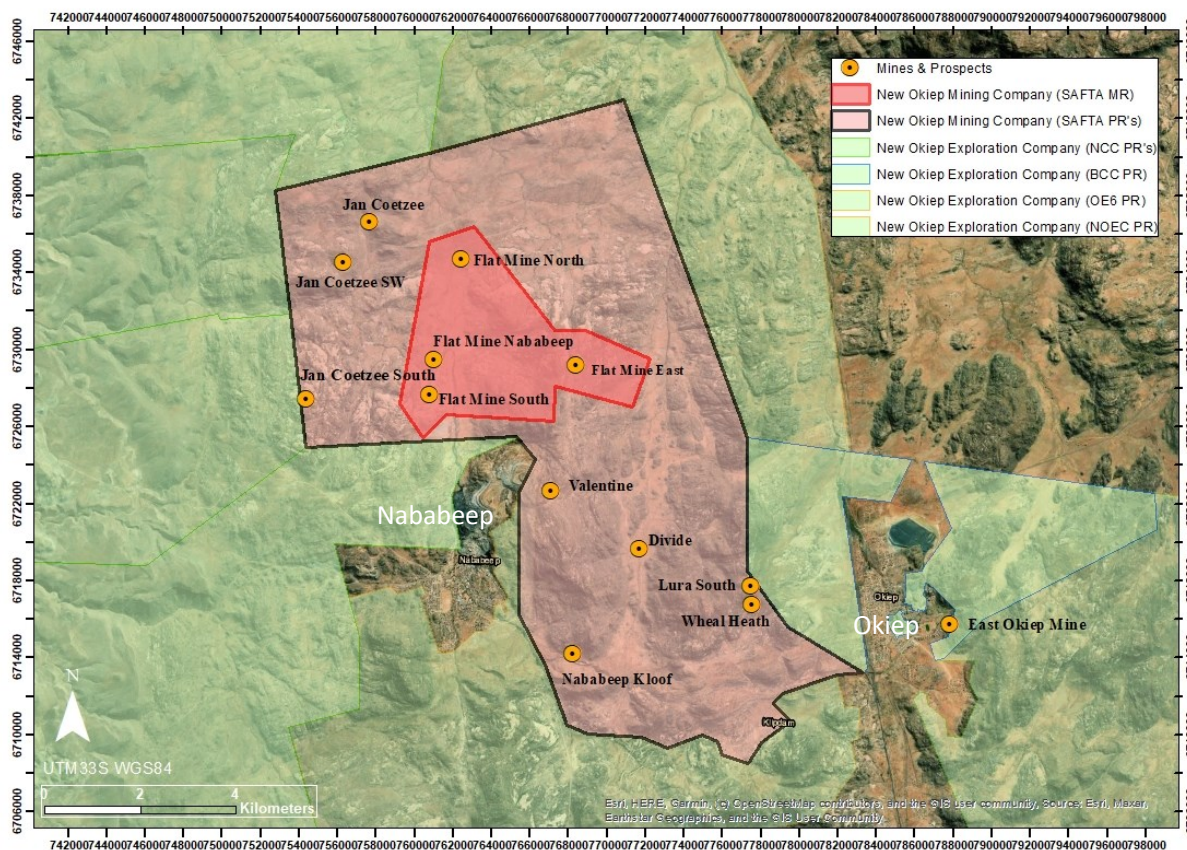 742000744000746000748000750000752000754000756000758000760000762000764000766000768000770000772000774000776000778000780000782000784000786000788000790000792000794000796000798000
6746000
6742000
6738000
6734000
6730000
6726000
6722000
6718000
6714000
6710000
6706000
Mines & Prospects
New Okiep Mining Company (SAFTA MR)
New Okiep Mining Company (SAFTA PR's)
New Okiep Exploration Company (NCC PR's)
New Okiep Exploration Company (BCC PR)
New Okiep Exploration Company (OE6 PR)
New Okiep Exploration Company (NOEC PR)
Jan Coetzee
Jan Coetzee SW
Flat Mine North
Flat Mine Nababeep
Jan Coetzee South
Flat Mine East
Flat Mine South
Valentine
Nababeep
Divide
Nababeep
Lura South
Okiep
Wheal Heath
Okiep
East Okiep Mine
Nababeep Kloof
Klipdam
N
UTM33S WGS84
0 2 4
Kilometers
Esri, HERE, Garmin, (c) OpenStreetMap contributors, and the GIS user community, Source: Esri, Maxar,
Earthstar Geographics, and the GIS User Community
742000744000746000748000750000752000754000756000758000760000762000764000766000768000770000772000774000776000778000780000782000784000786000788000790000792000794000796000798000